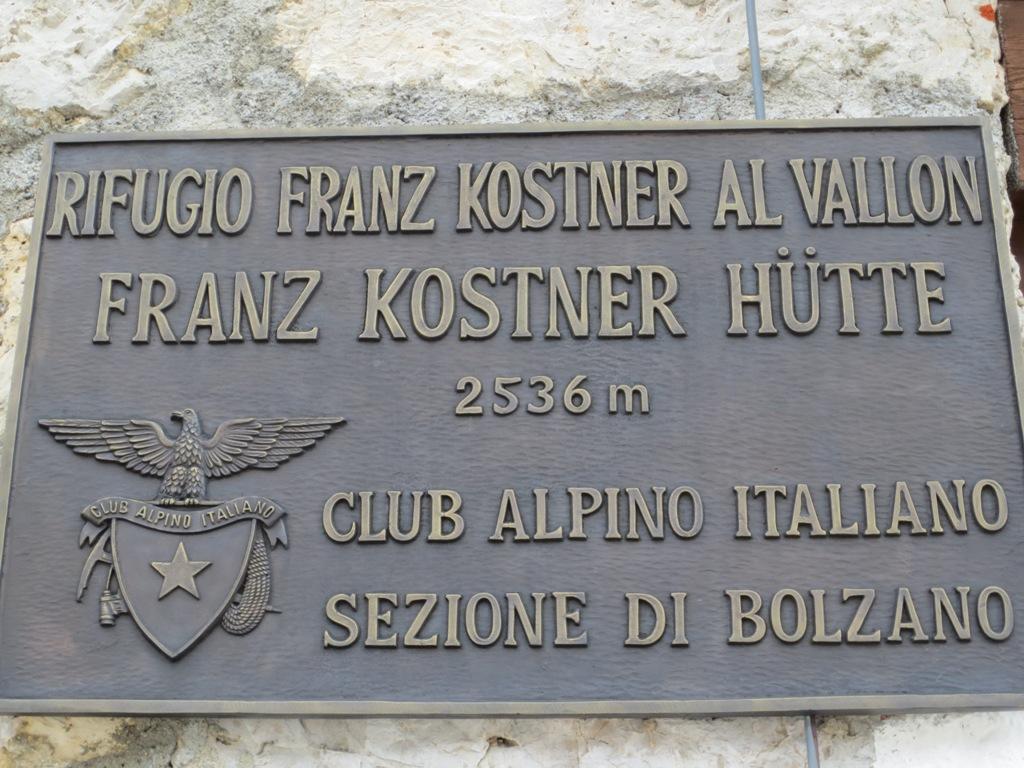 RIFUGIO FRANZ KOSTNER AL VALLON
FRANZ KOSTNER HÜTTE
2536 m
CLUB ALPINO ITALIANO
CLUB ALPINO ITALIANO
SEZIONE DI BOLZANO